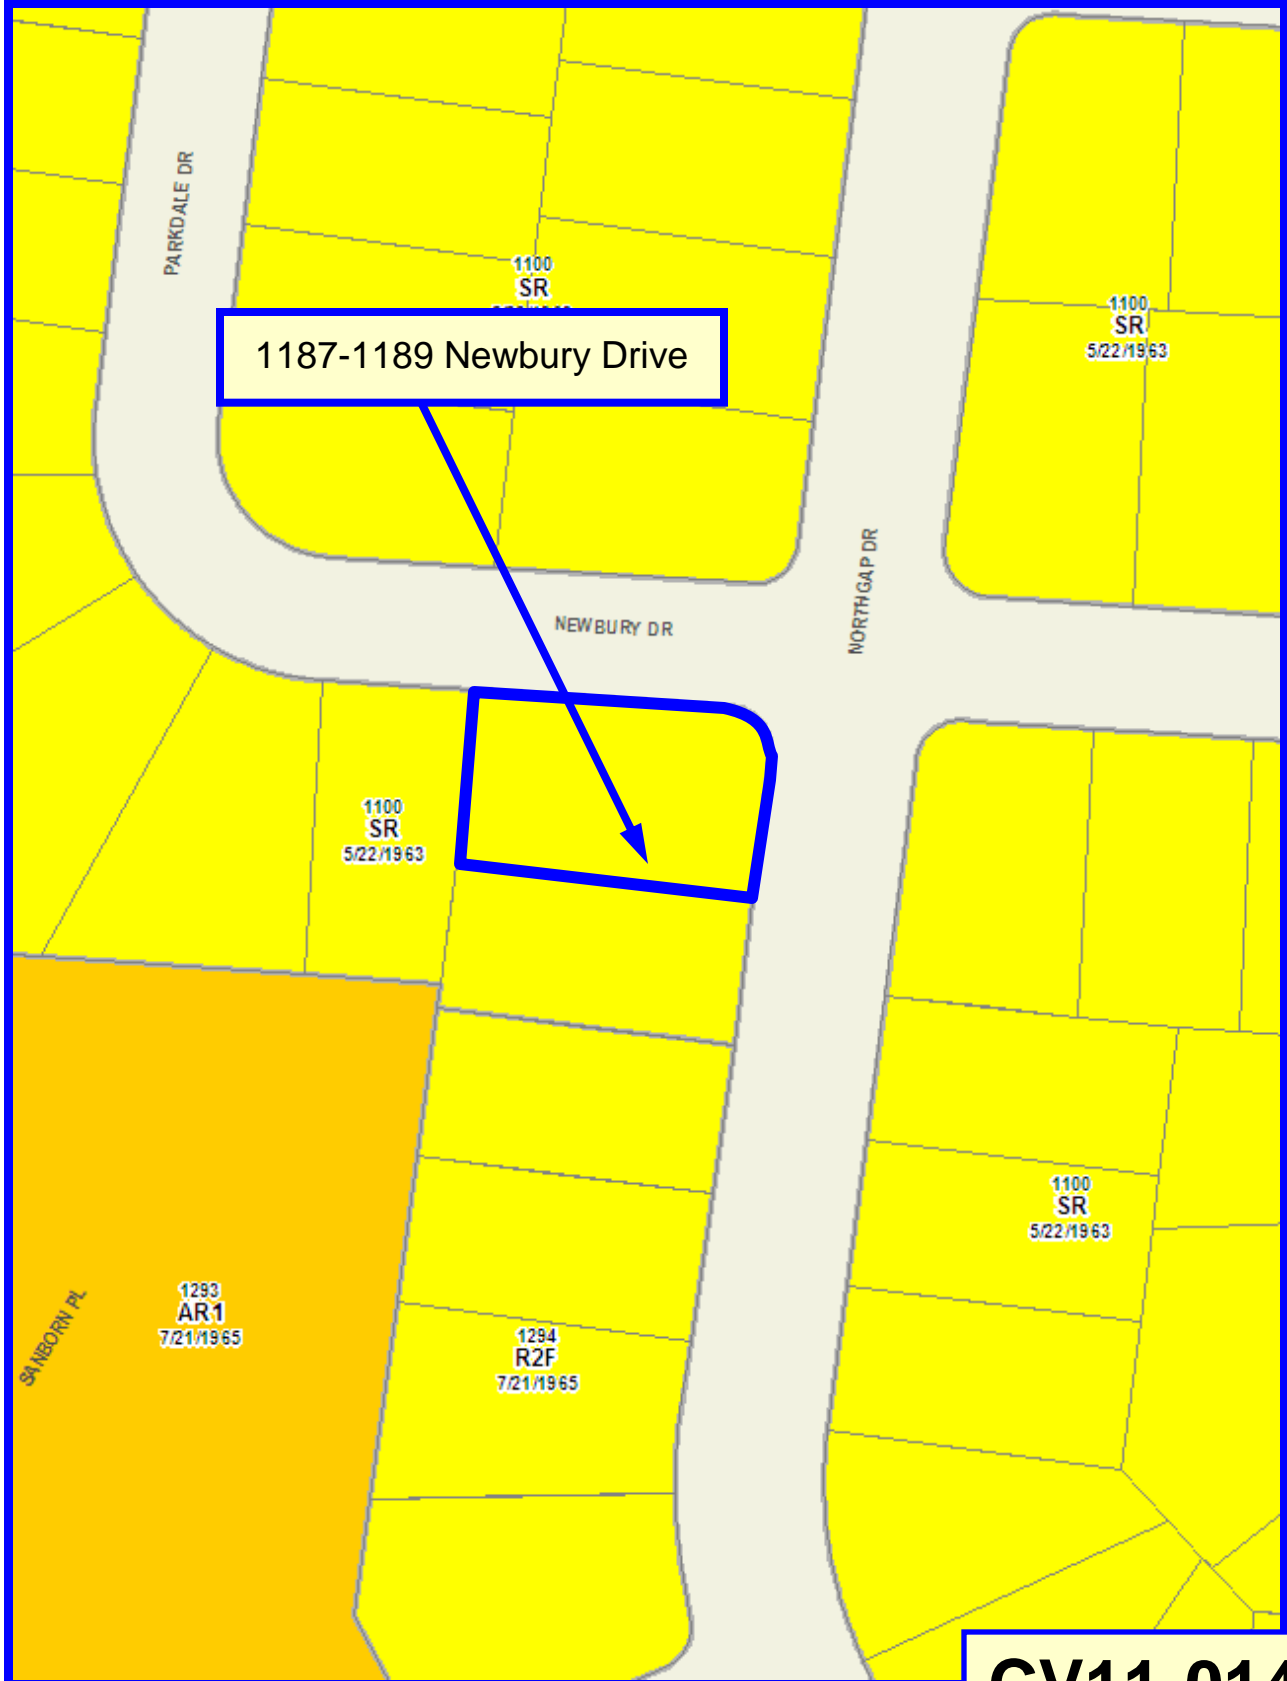 PARKDALE DR
1100
SR
1187-1189 Newbury Drive
1100
SR
5/22/1963
NEWBURY DR
NORTHGAP DR
1100
SR
5/22/1963
1293
AR1
7/21/1965
SANBORN PL
1294
R2F
7/21/1965
1100
SR
5/22/1963
CV11-014